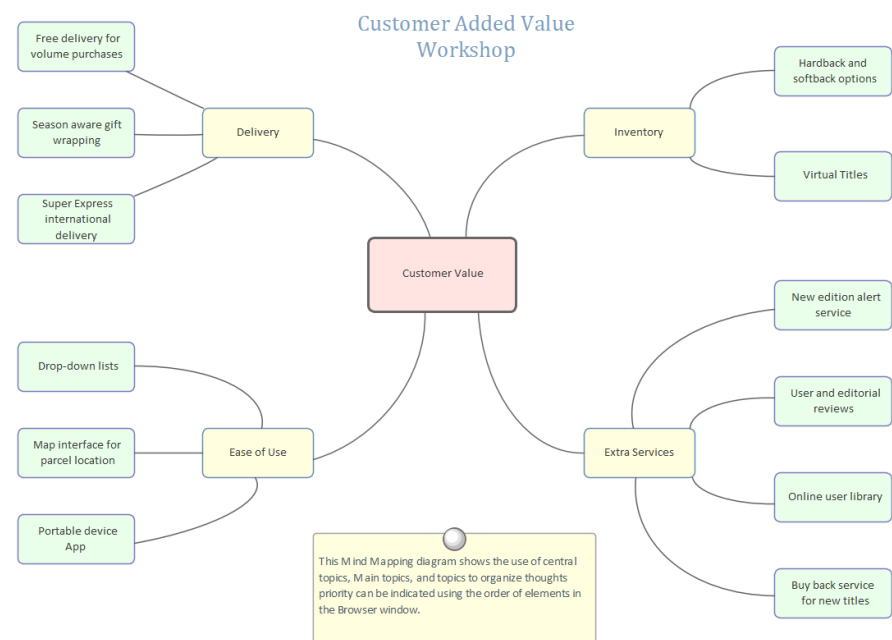 Customer Added Value
Workshop
Free delivery for
volume purchases
Season aware gift
wrapping
Super Express
international
delivery
Delivery
Inventory
Hardback and
softback options
Virtual Titles
Customer Value
Drop-down lists
Map interface for
parcel location
Portable device
App
Ease of Use
Extra Services
New edition alert
service
User and editorial
reviews
Online user library
Buy back service
for new titles
This Mind Mapping diagram shows the use of central
topics, Main topics, and topics to organize thoughts
priority can be indicated using the order of elements in
the Browser window.